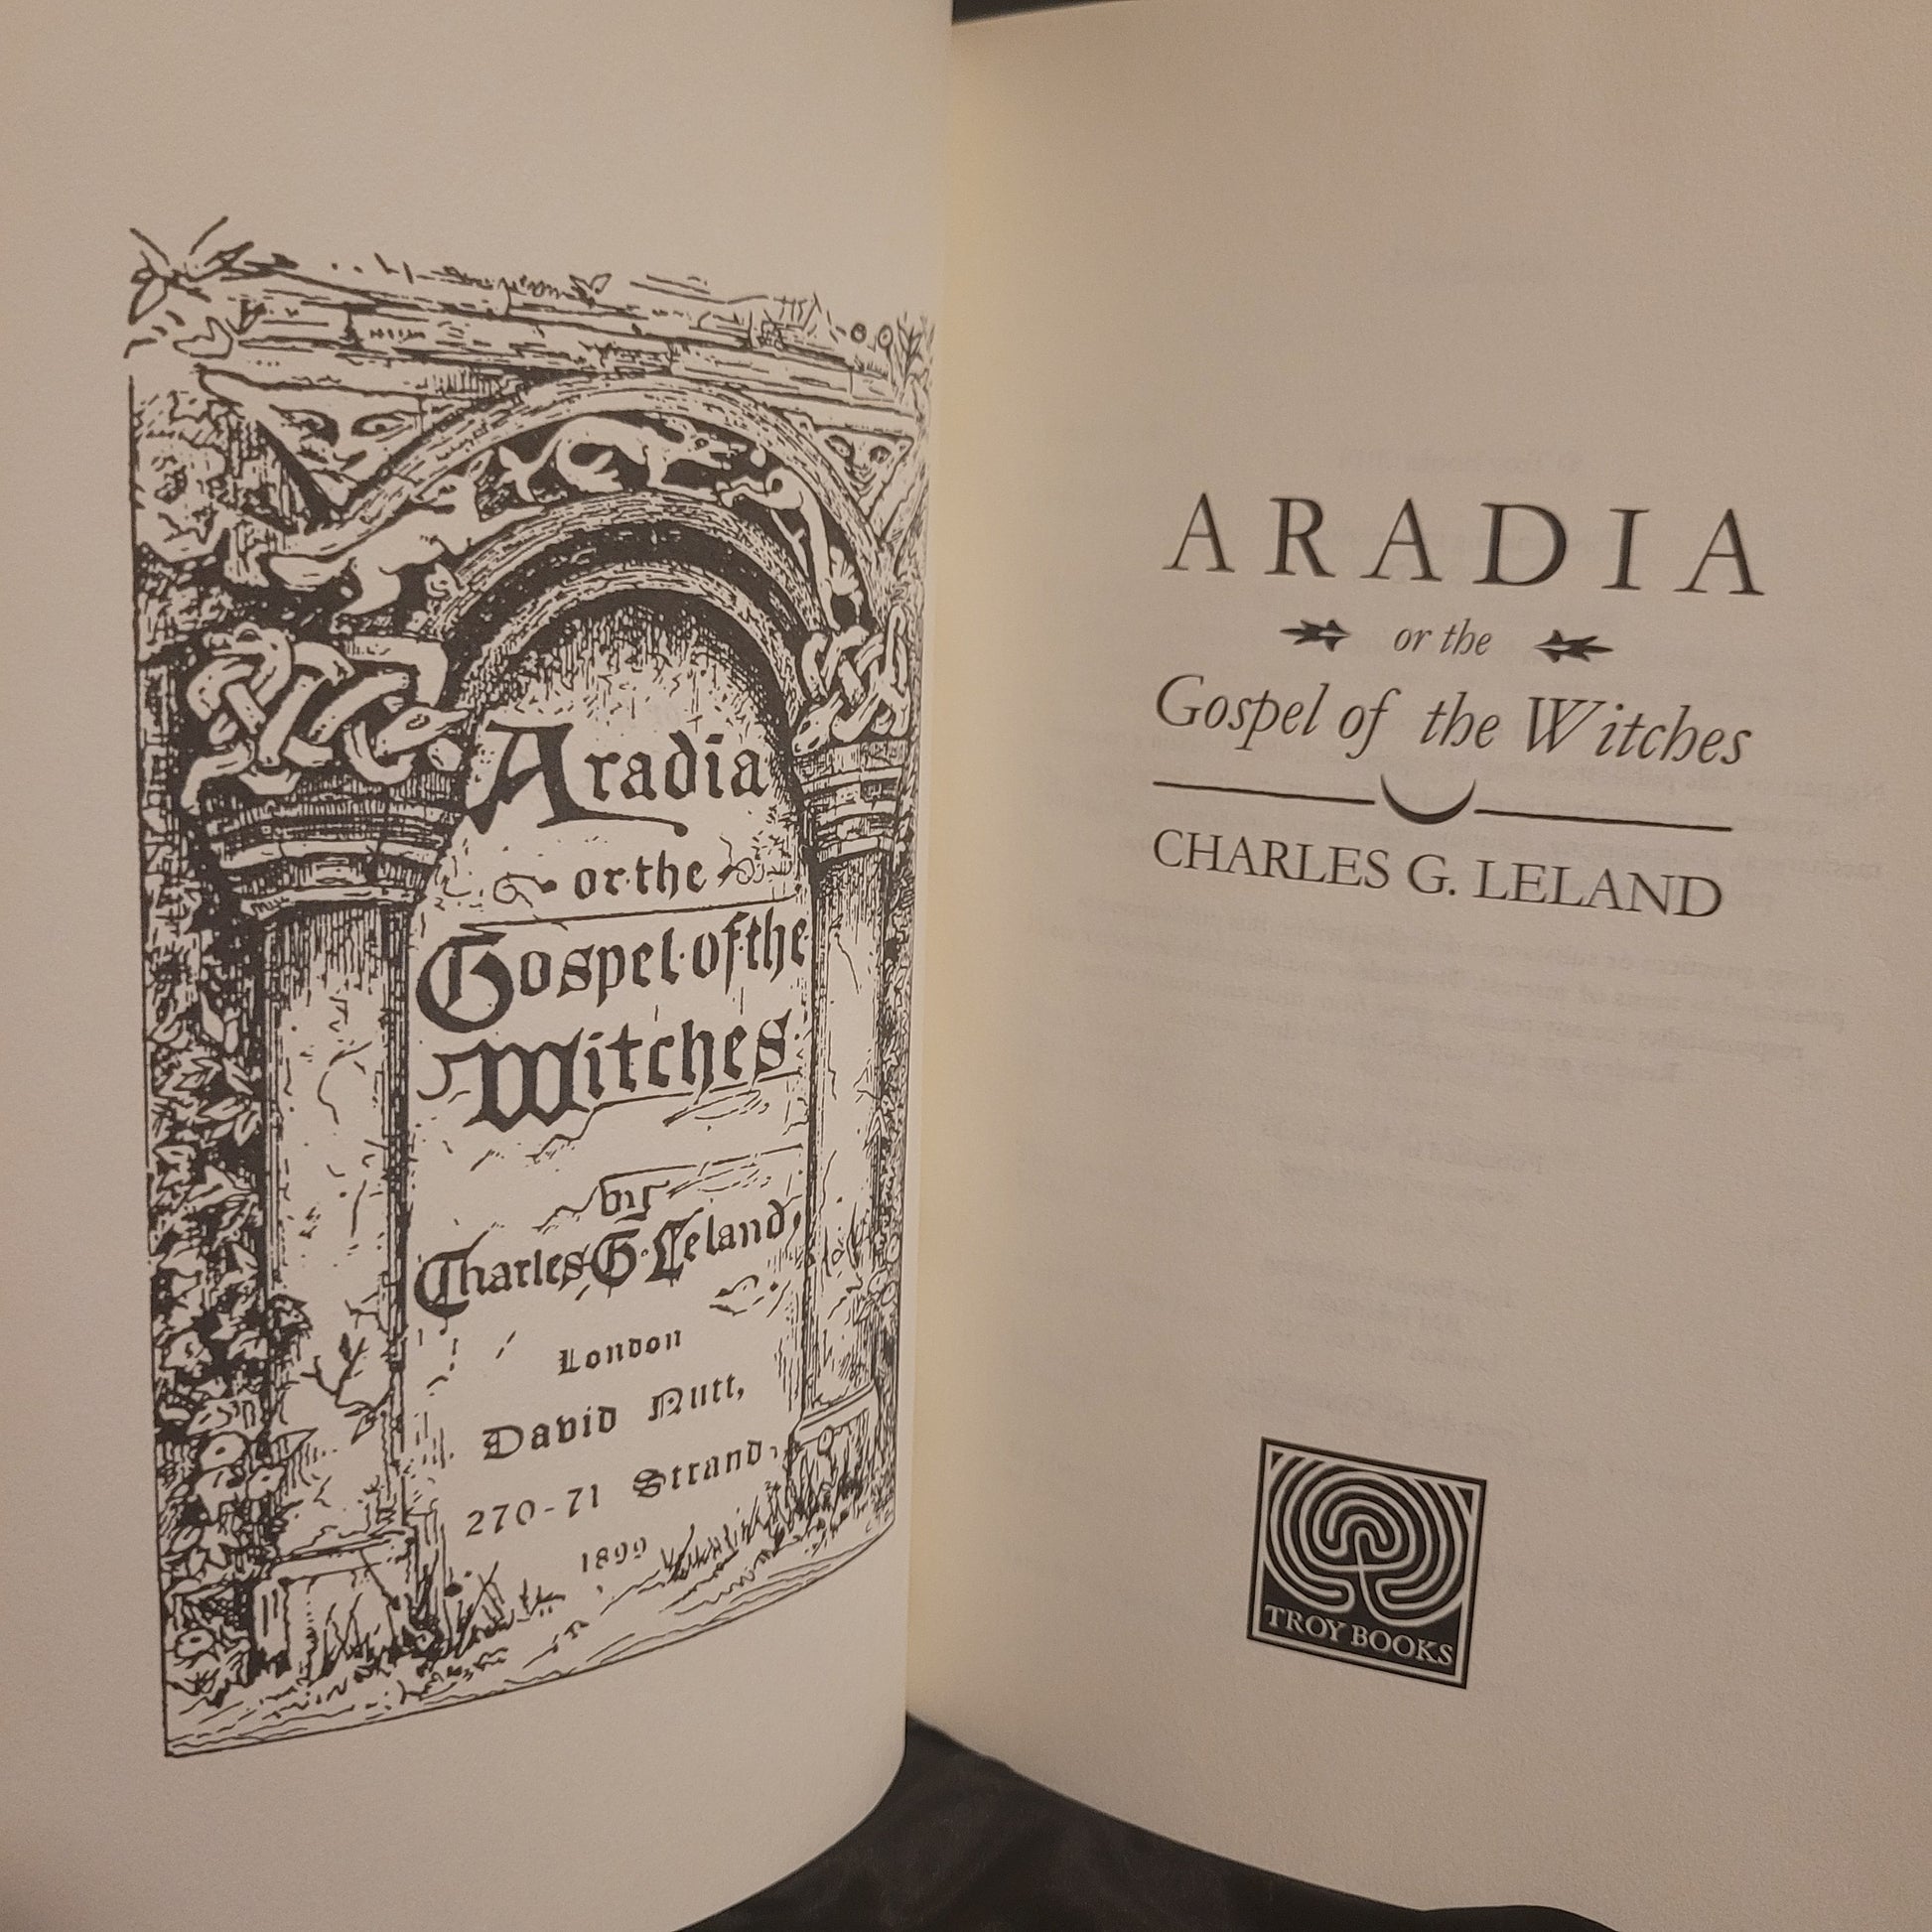 Aradia
or·the
Gospel·of·the
Witches
by
Charles·G·Leland,
London
David Nutt,
270-71 Strand,
1899
ARADIA
or the
Gospel of the Witches
CHARLES G. LELAND
TROY BOOKS